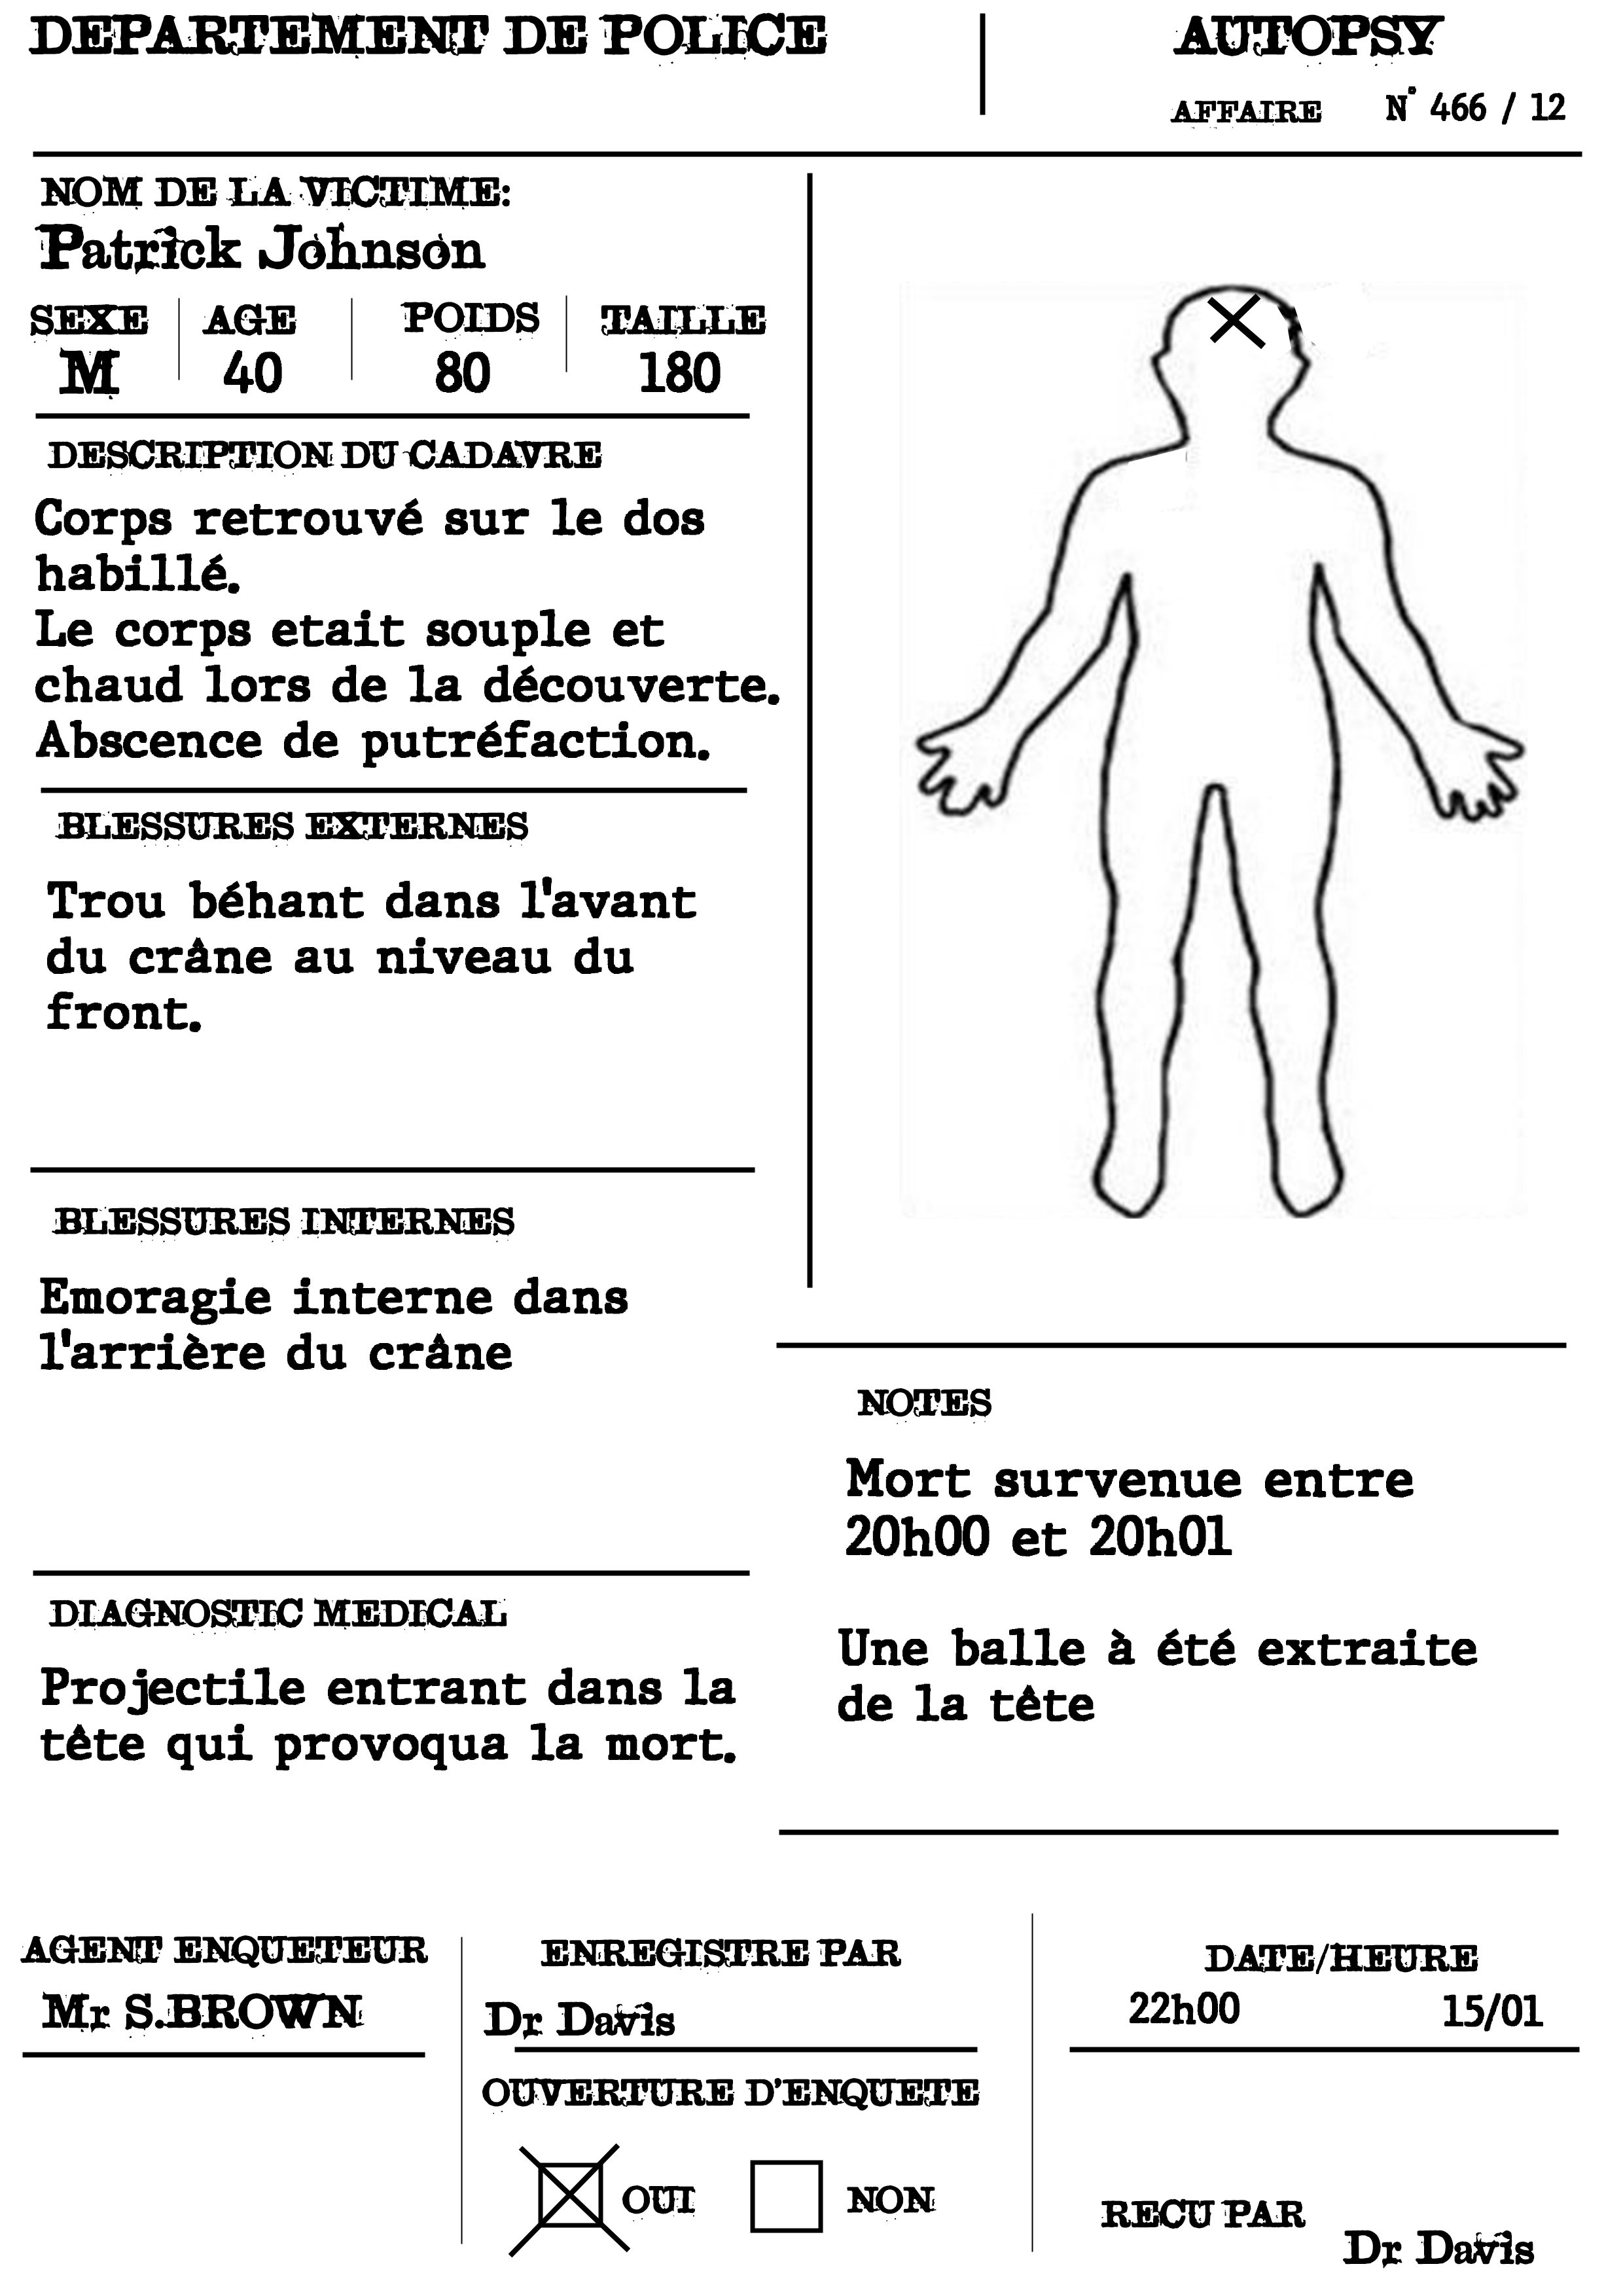 DEPARTEMENT DE POLICE
AUTOPSY
AFFAIRE N° 466 / 12
NOM DE LA VICTIME:
Patrick Johnson
SEXE AGE POIDS TAILLE
M 40 80 180
DESCRIPTION DU CADAVRE
Corps retrouvé sur le dos
habillé.
Le corps etait souple et
chaud lors de la découverte.
Abscence de putréfaction.
BLESSURES EXTERNES
Trou béhant dans l'avant
du crâne au niveau du
front.
BLESSURES INTERNES
Emoragie interne dans
l'arrière du crâne
DIAGNOSTIC MEDICAL
Projectile entrant dans la
tête qui provoqua la mort.
NOTES
Mort survenue entre
20h00 et 20h01
Une balle à été extraite
de la tête
AGENT ENQUETEUR
Mr S.BROWN
ENREGISTRE PAR
Dr Davis
OUVERTURE D'ENQUETE
OUI NON
DATE/HEURE
22h00 15/01
RECU PAR
Dr Davis